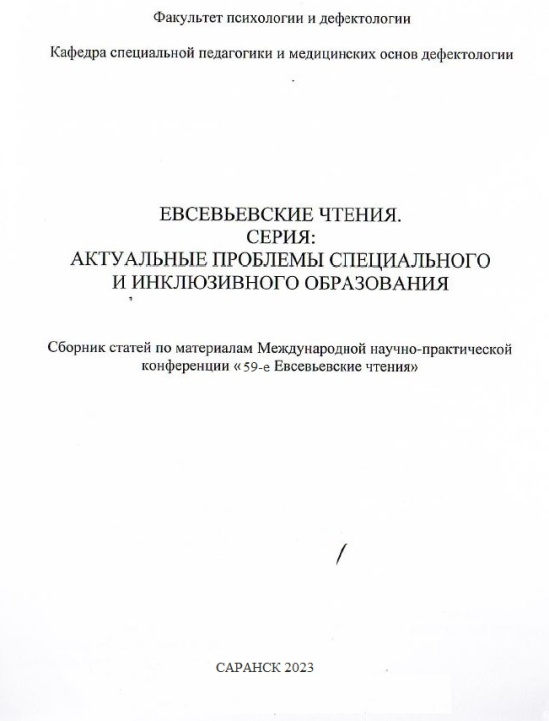 Факультет психологии и дефектологии
Кафедра специальной педагогики и медицинских основ дефектологии
ЕВСЕВЬЕВСКИЕ ЧТЕНИЯ.
СЕРИЯ:
АКТУАЛЬНЫЕ ПРОБЛЕМЫ СПЕЦИАЛЬНОГО
И ИНКЛЮЗИВНОГО ОБРАЗОВАНИЯ
Сборник статей по материалам Международной научно-практической
конференции «59-е Евсевьевские чтения»
САРАНСК 2023